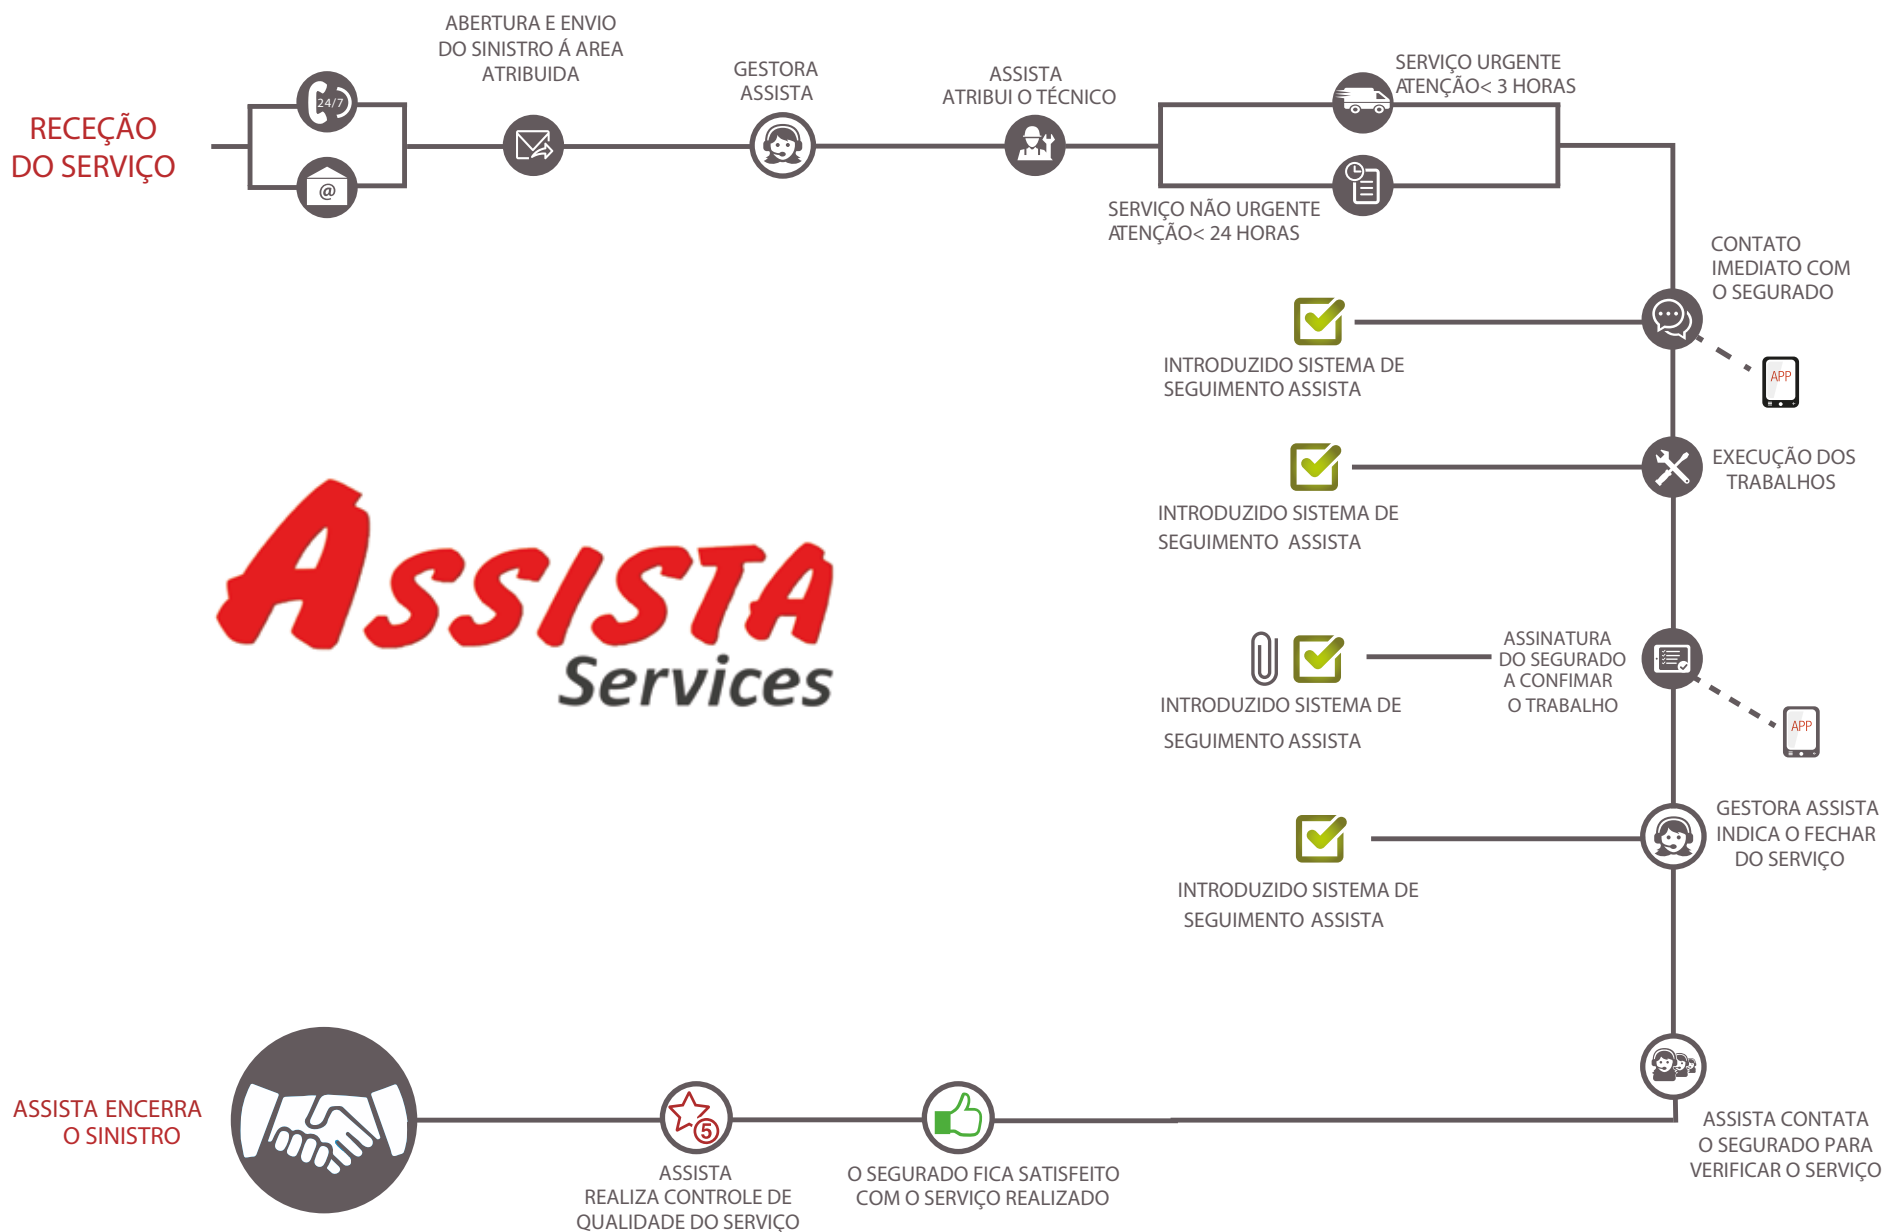 RECEÇÃO
DO SERVIÇO
24/7
@
ABERTURA E ENVIO
DO SINISTRO Á AREA
ATRIBUIDA
GESTORA
ASSISTA
ASSISTA
ATRIBUI O TÉCNICO
SERVIÇO URGENTE
ATENÇÃO< 3 HORAS
SERVIÇO NÃO URGENTE
ATENÇÃO< 24 HORAS
CONTATO
IMEDIATO COM
O SEGURADO
APP
INTRODUZIDO SISTEMA DE
SEGUIMENTO ASSISTA
EXECUÇÃO DOS
TRABALHOS
INTRODUZIDO SISTEMA DE
SEGUIMENTO ASSISTA
ASSISTA
Services
ASSINATURA
DO SEGURADO
A CONFIMAR
O TRABALHO
APP
INTRODUZIDO SISTEMA DE
SEGUIMENTO ASSISTA
GESTORA ASSISTA
INDICA O FECHAR
DO SERVIÇO
INTRODUZIDO SISTEMA DE
SEGUIMENTO ASSISTA
ASSISTA CONTATA
O SEGURADO PARA
VERIFICAR O SERVIÇO
O SEGURADO FICA SATISFEITO
COM O SERVIÇO REALIZADO
5
ASSISTA
REALIZA CONTROLE DE
QUALIDADE DO SERVIÇO
ASSISTA ENCERRA
O SINISTRO